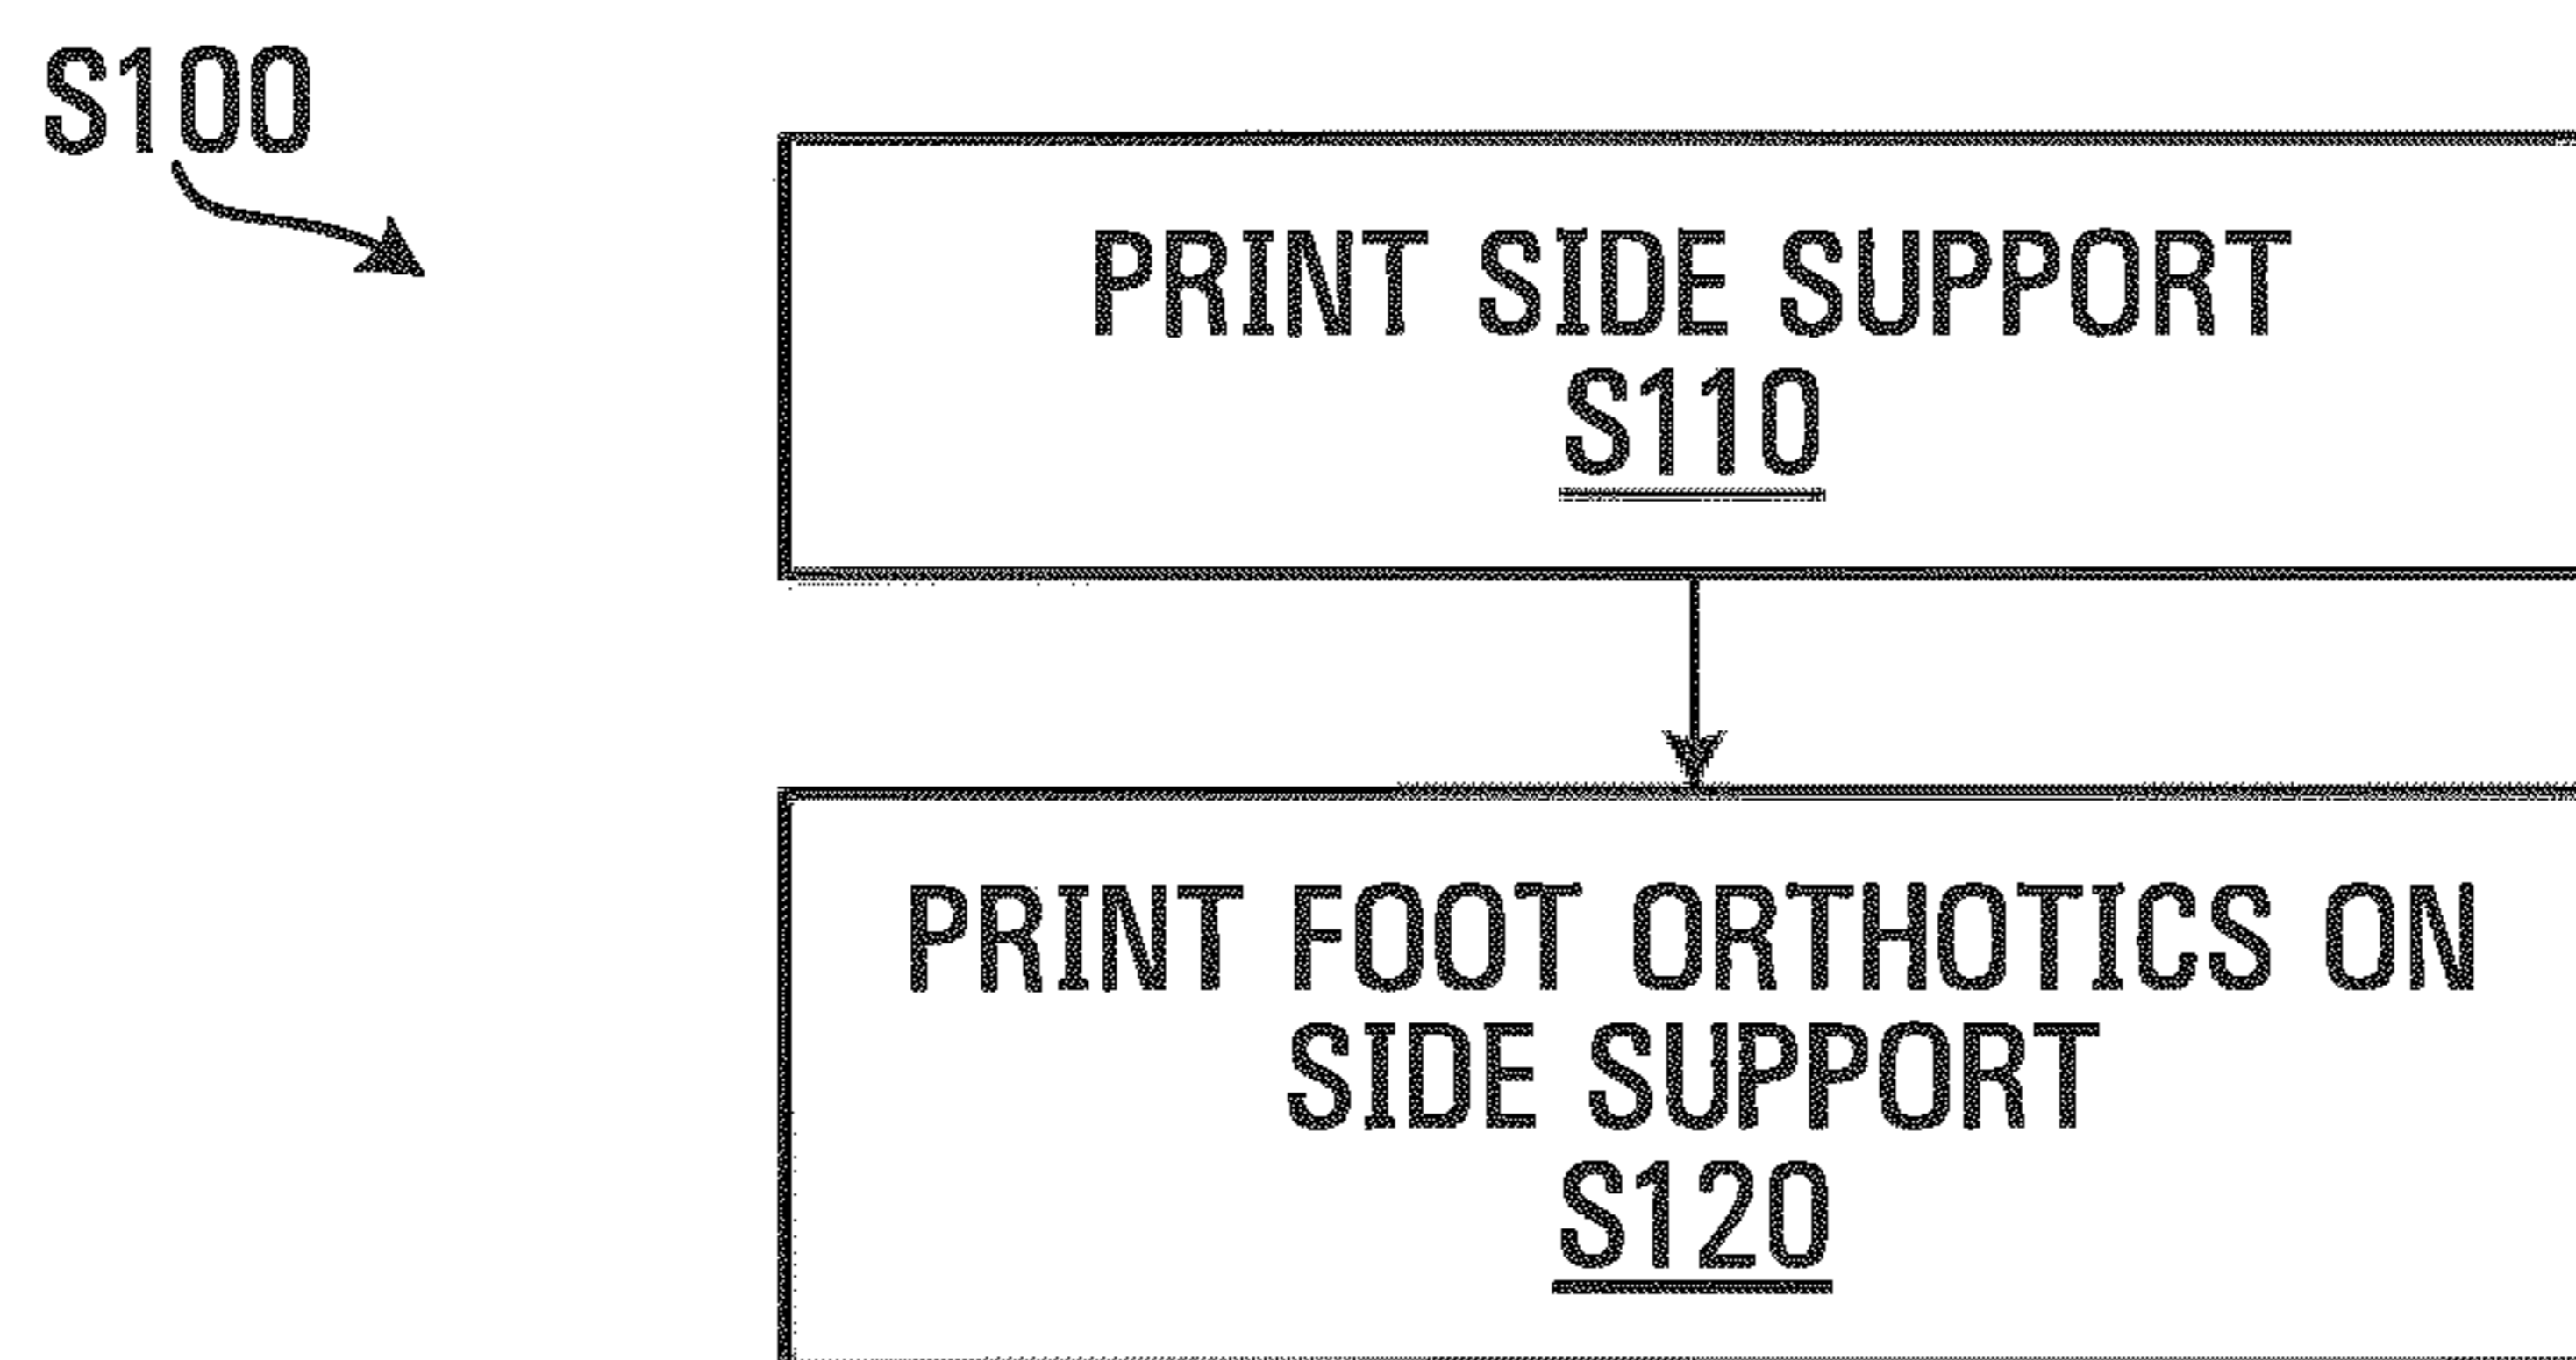 S100
PRINT SIDE SUPPORT
S110
PRINT FOOT ORTHOTICS ON
SIDE SUPPORT
S120